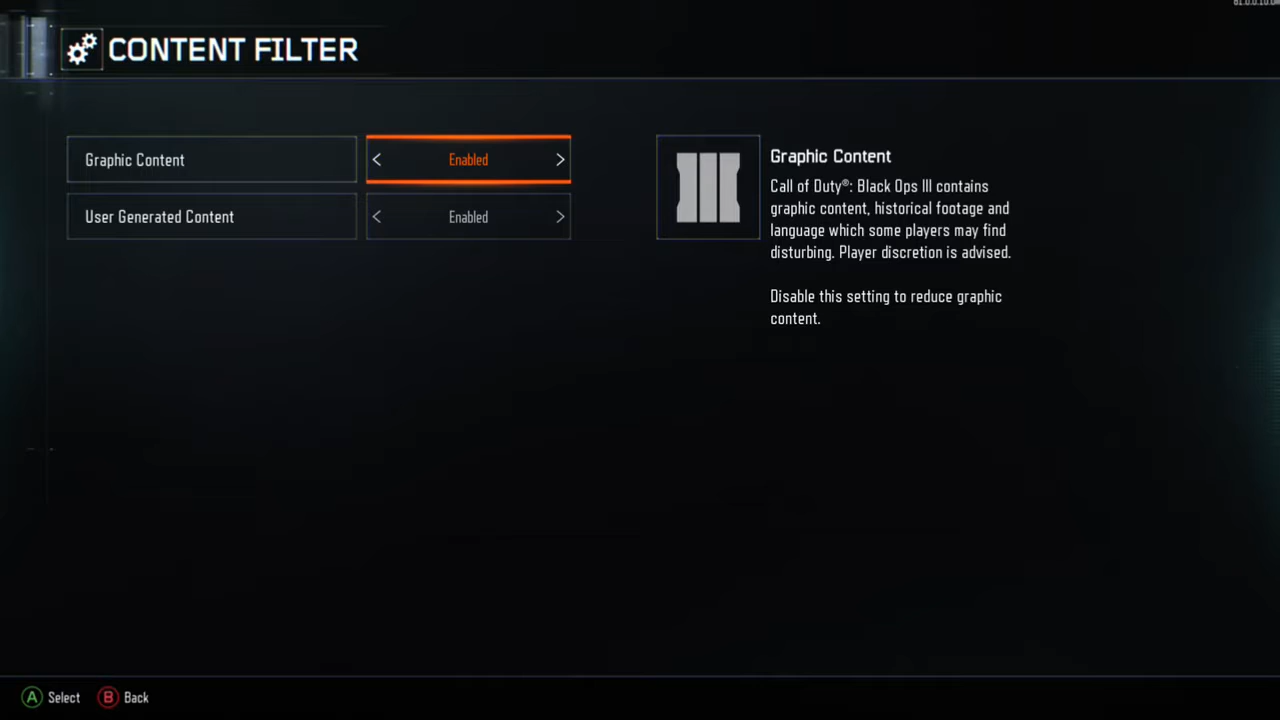 CONTENT FILTER
Graphic Content
Enabled
User Generated Content
Enabled
Graphic Content
Call of Duty®: Black Ops III contains
graphic content, historical footage and
language which some players may find
disturbing. Player discretion is advised.
Disable this setting to reduce graphic
content.
A Select
B Back